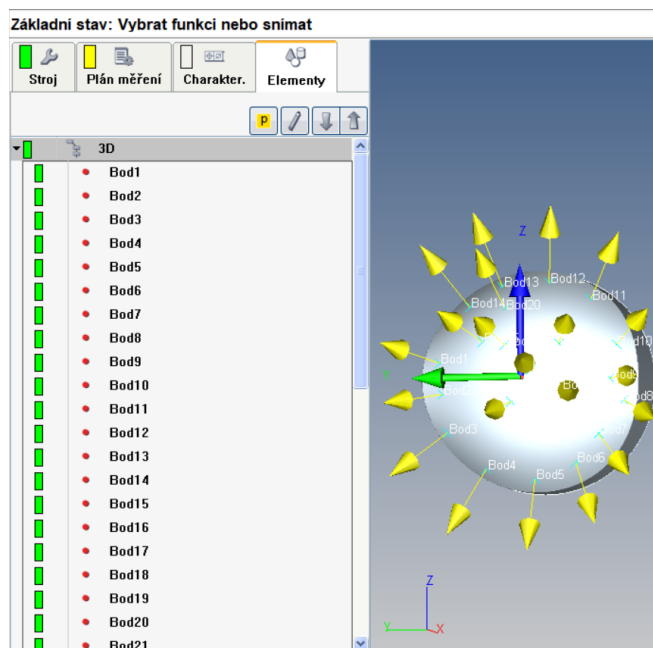 Základní stav: Vybrat funkci nebo snímat
Stroj
Plán měření
Charakter.
Elementy
P
3D
Bod1
Bod2
Bod3
Bod4
Bod5
Bod6
Bod7
Bod8
Bod9
Bod10
Bod11
Bod12
Bod13
Bod14
Bod15
Bod16
Bod17
Bod18
Bod19
Bod20
Bod21
Z
Bod13
Bod12
Bod14
Bod20
Bod11
Bod1
Y
Bod3
Bod4
Bod5
Bod6
Z
Y
X